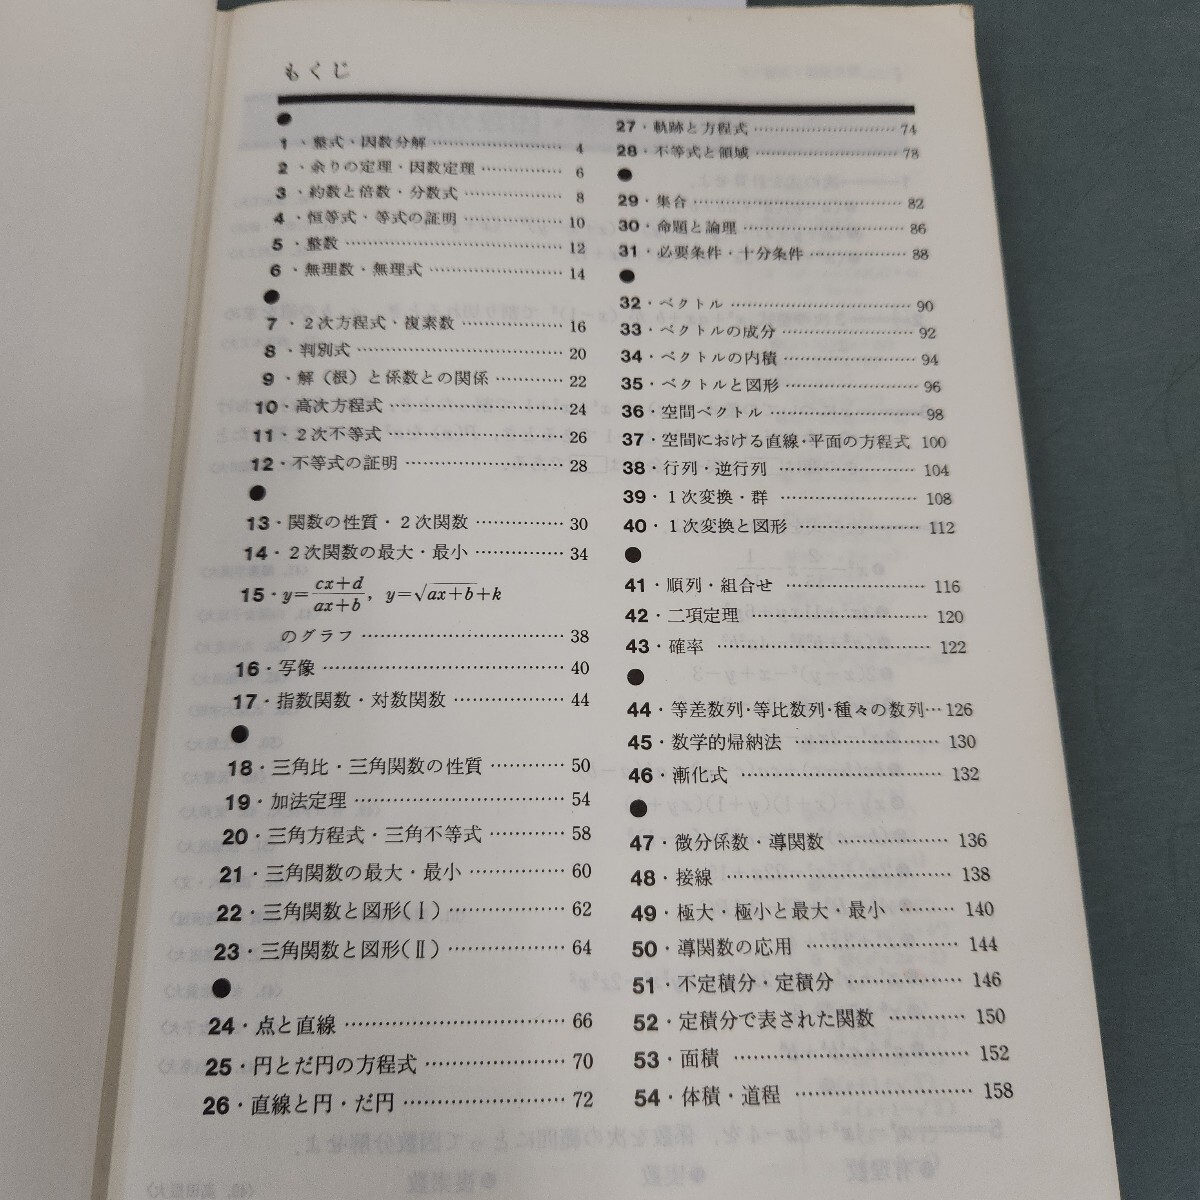 もくじ
●
1・整式・因数分解 …… 4
2・余りの定理・因数定理 …… 6
3・約数と倍数・分数式 …… 8
4・恒等式・等式の証明 …… 10
5・整数 …… 12
6・無理数・無理式 …… 14
●
7・2次方程式・複素数 …… 16
8・判別式 …… 20
9・解（根）と係数との関係 …… 22
10・高次方程式 …… 24
11・2次不等式 …… 26
12・不等式の証明 …… 28
●
13・関数の性質・2次関数 …… 30
14・2次関数の最大・最小 …… 34
15・y=(cx+d)/(ax+b), y=√(ax+b)+k
のグラフ …… 38
16・写像 …… 40
17・指数関数・対数関数 …… 44
●
18・三角比・三角関数の性質 …… 50
19・加法定理 …… 54
20・三角方程式・三角不等式 …… 58
21・三角関数の最大・最小 …… 60
22・三角関数と図形(Ⅰ) …… 62
23・三角関数と図形(Ⅱ) …… 64
●
24・点と直線 …… 66
25・円とだ円の方程式 …… 70
26・直線と円・だ円 …… 72
27・軌跡と方程式 …… 74
28・不等式と領域 …… 78
●
29・集合 …… 82
30・命題と論理 …… 86
31・必要条件・十分条件 …… 88
●
32・ベクトル …… 90
33・ベクトルの成分 …… 92
34・ベクトルの内積 …… 94
35・ベクトルと図形 …… 96
36・空間ベクトル …… 98
37・空間における直線・平面の方程式 100
38・行列・逆行列 …… 104
39・1次変換・群 …… 108
40・1次変換と図形 …… 112
●
41・順列・組合せ …… 116
42・二項定理 …… 120
43・確率 …… 122
●
44・等差数列・等比数列・種々の数列…126
45・数学的帰納法 …… 130
46・漸化式 …… 132
●
47・微分係数・導関数 …… 136
48・接線 …… 138
49・極大・極小と最大・最小 …… 140
50・導関数の応用 …… 144
51・不定積分・定積分 …… 146
52・定積分で表された関数 …… 150
53・面積 …… 152
54・体積・道程 …… 158